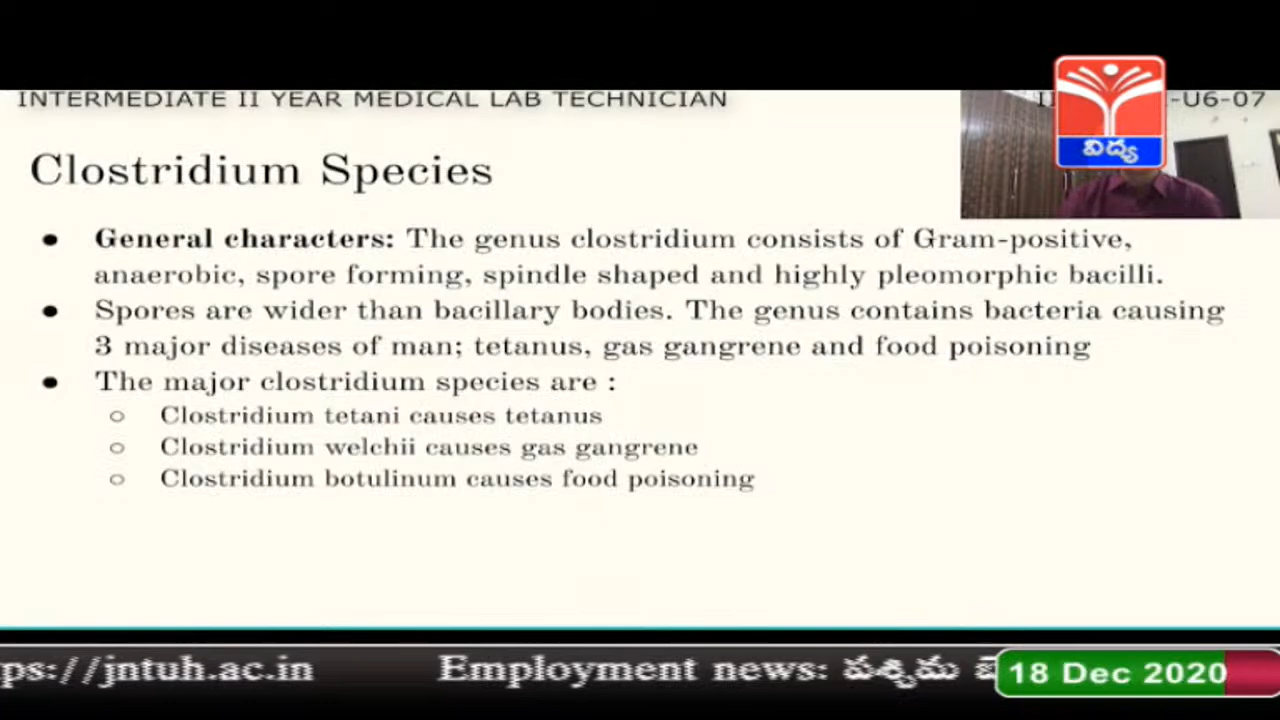 INTERMEDIATE II YEAR MEDICAL LAB TECHNICIAN
-U6-07
విద్య
Clostridium Species
● General characters: The genus clostridium consists of Gram-positive,
anaerobic, spore forming, spindle shaped and highly pleomorphic bacilli.
● Spores are wider than bacillary bodies. The genus contains bacteria causing
3 major diseases of man; tetanus, gas gangrene and food poisoning
● The major clostridium species are :
○ Clostridium tetani causes tetanus
○ Clostridium welchii causes gas gangrene
○ Clostridium botulinum causes food poisoning
ps://jntuh.ac.in Employment news: పశ్చిమ
18 Dec 2020